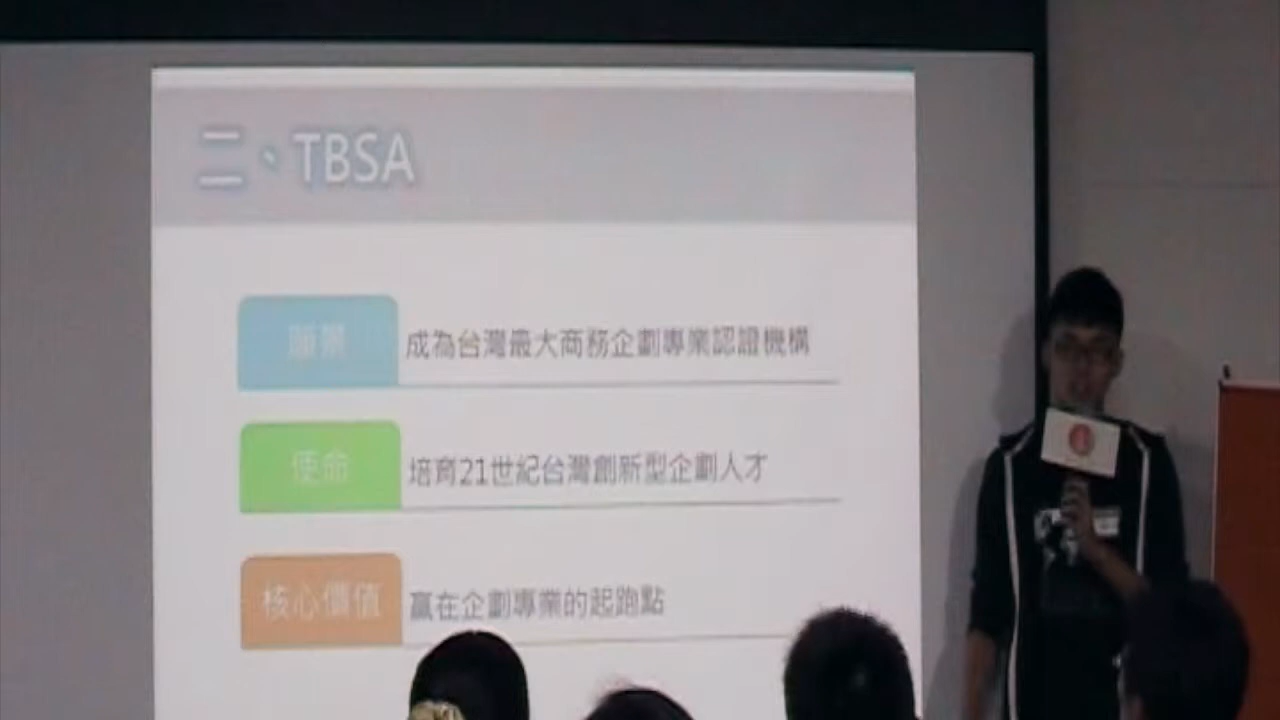 二、TBSA
願景
成為台灣最大商務企劃專業認證機構
使命
培育21世紀台灣創新型企劃人才
核心價值
贏在企劃專業的起跑點